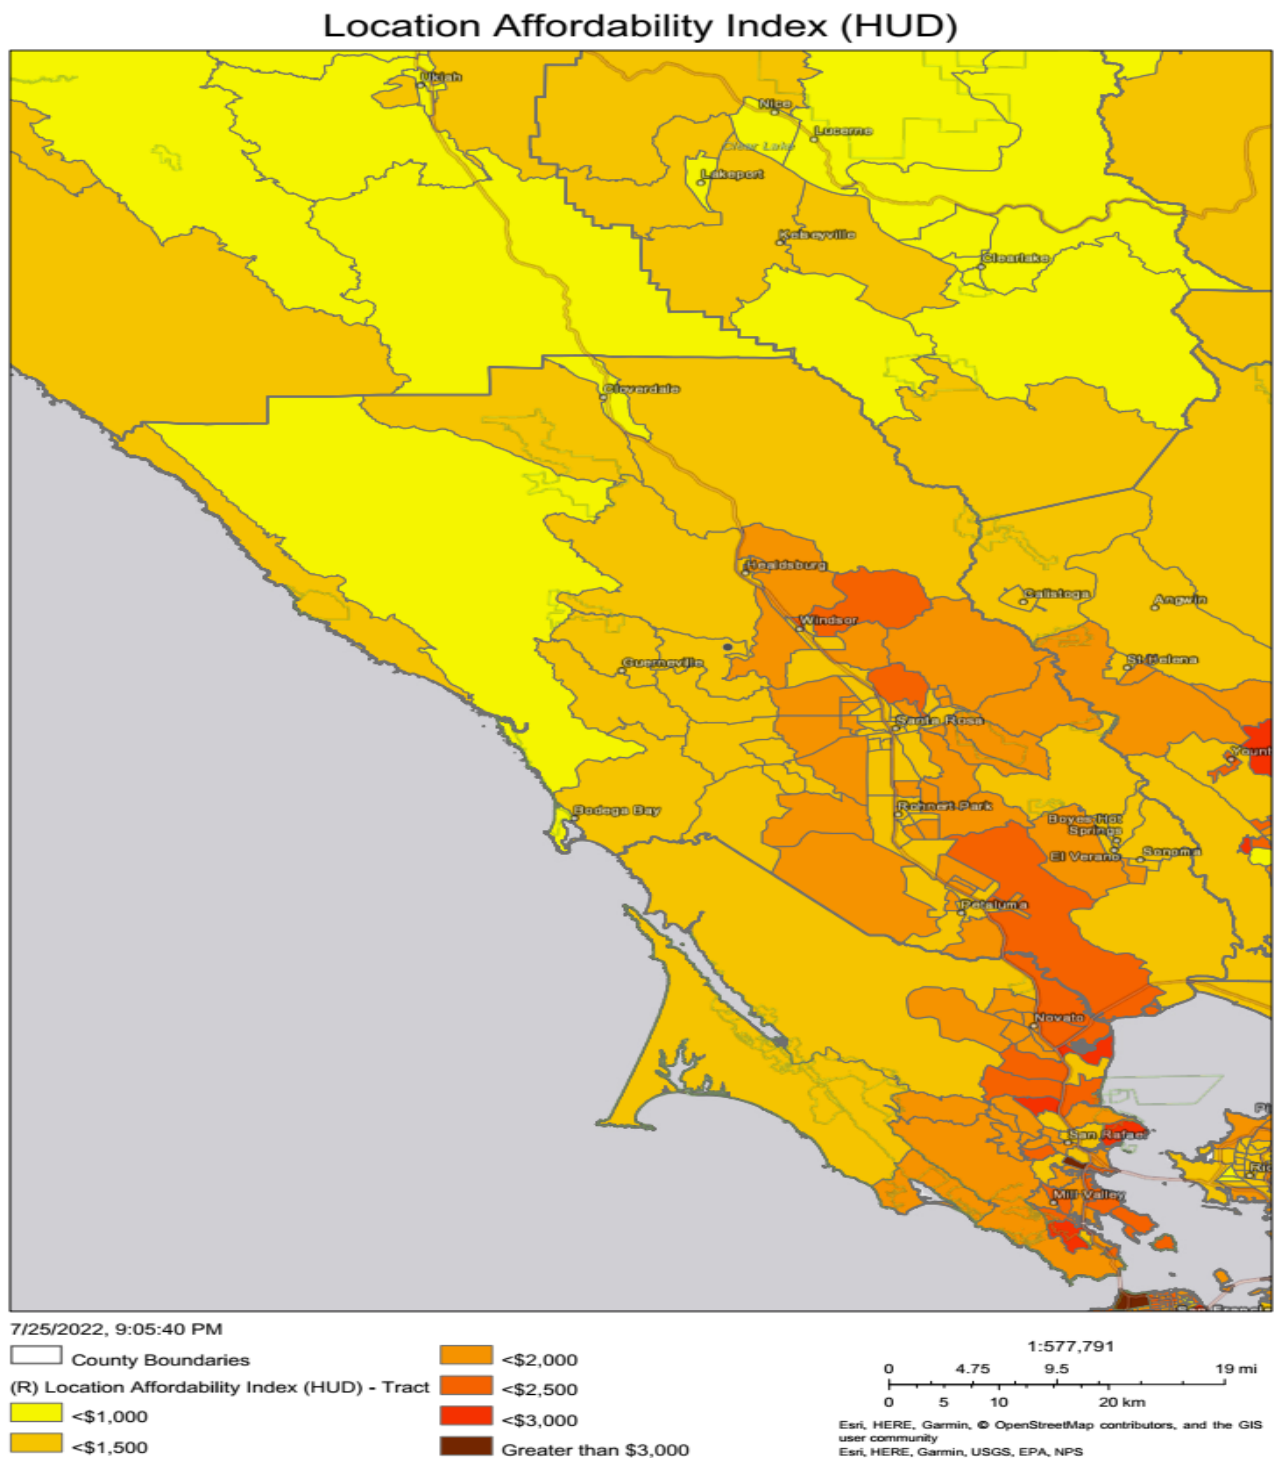 Location Affordability Index (HUD)
Ukiah
Nice
Lucerne
Clear Lake
Lakeport
Kelseyville
Clearlake
Cloverdale
Healdsburg
Calistoga
Angwin
Windsor
Guerneville
St Helena
Santa Rosa
Yount
Bodega Bay
Rohnert Park
Boyes Hot
Springs
El Verano
Sonoma
Petaluma
Novato
San Rafael
Ric
Mill Valley
San Franci
7/25/2022, 9:05:40 PM
County Boundaries
(R) Location Affordability Index (HUD) - Tract
<$1,000
<$1,500
<$2,000
<$2,500
<$3,000
Greater than $3,000
1:577,791
0 4.75 9.5 19 mi
0 5 10 20 km
Esri, HERE, Garmin, © OpenStreetMap contributors, and the GIS
user community
Esri, HERE, Garmin, USGS, EPA, NPS